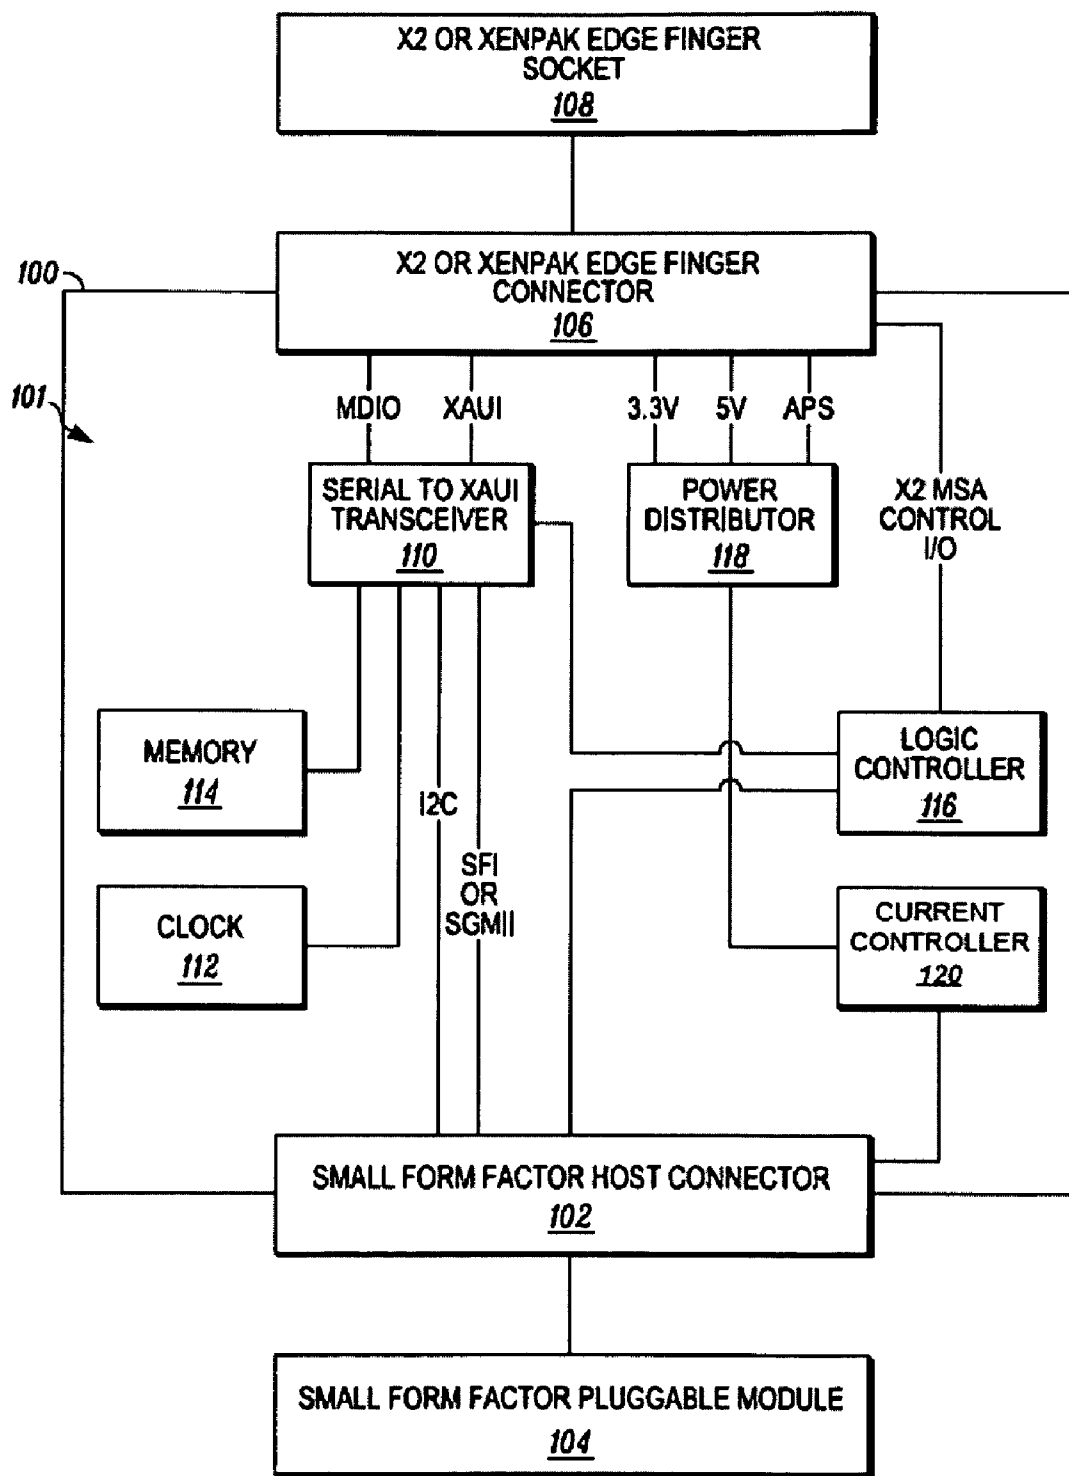 X2 OR XENPAK EDGE FINGER
SOCKET
108
X2 OR XENPAK EDGE FINGER
CONNECTOR
106
100
101
MDIO XAUI 3.3V 5V APS
SERIAL TO XAUI
TRANSCEIVER
110
POWER
DISTRIBUTOR
118
X2 MSA
CONTROL
I/O
MEMORY
114
LOGIC
CONTROLLER
116
I2C
SFI
OR
SGMII
CLOCK
112
CURRENT
CONTROLLER
120
SMALL FORM FACTOR HOST CONNECTOR
102
SMALL FORM FACTOR PLUGGABLE MODULE
104